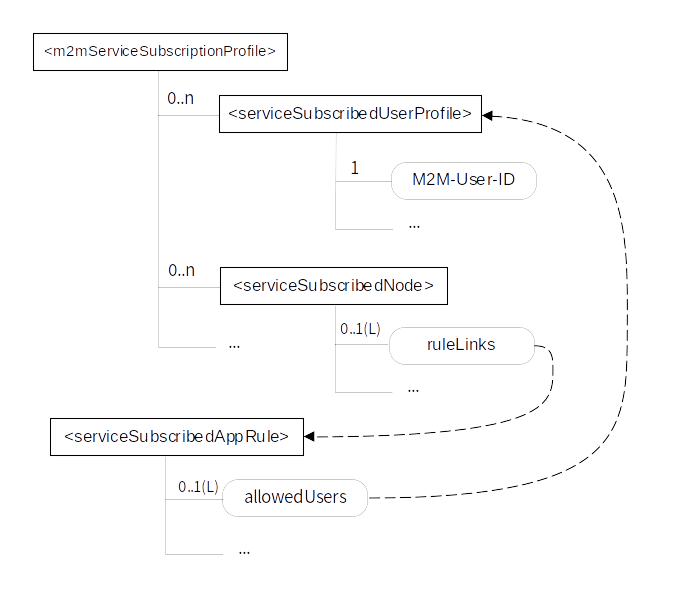 <m2mServiceSubscriptionProfile>
0..n
<serviceSubscribedUserProfile>
1
M2M-User-ID
...
0..n
<serviceSubscribedNode>
0..1(L)
ruleLinks
...
...
<serviceSubscribedAppRule>
0..1(L)
allowedUsers
...